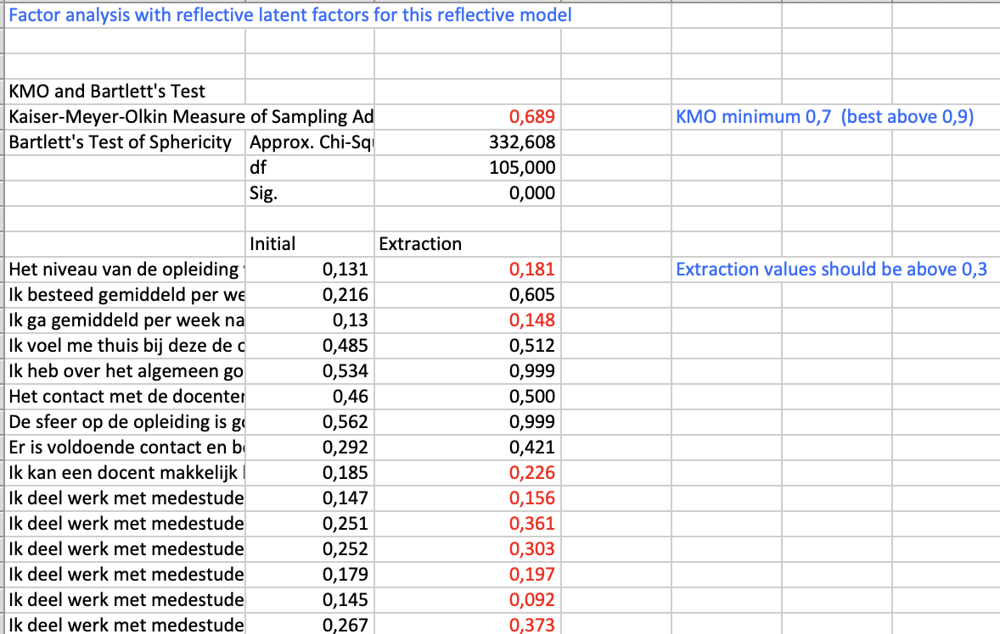 Factor analysis with reflective latent factors for this reflective model
KMO and Bartlett's Test
Kaiser-Meyer-Olkin Measure of Sampling Ad 0,689 KMO minimum 0,7 (best above 0,9)
Bartlett's Test of Sphericity Approx. Chi-Squ 332,608
df 105,000
Sig. 0,000
Initial Extraction
Het niveau van de opleiding 0,131 0,181 Extraction values should be above 0,3
Ik besteed gemiddeld per we 0,216 0,605
Ik ga gemiddeld per week na 0,13 0,148
Ik voel me thuis bij deze de 0,485 0,512
Ik heb over het algemeen go 0,534 0,999
Het contact met de docenten 0,46 0,500
De sfeer op de opleiding is go 0,562 0,999
Er is voldoende contact en be 0,292 0,421
Ik kan een docent makkelijk 0,185 0,226
Ik deel werk met medestude 0,147 0,156
Ik deel werk met medestude 0,251 0,361
Ik deel werk met medestude 0,252 0,303
Ik deel werk met medestude 0,179 0,197
Ik deel werk met medestude 0,145 0,092
Ik deel werk met medestude 0,267 0,373